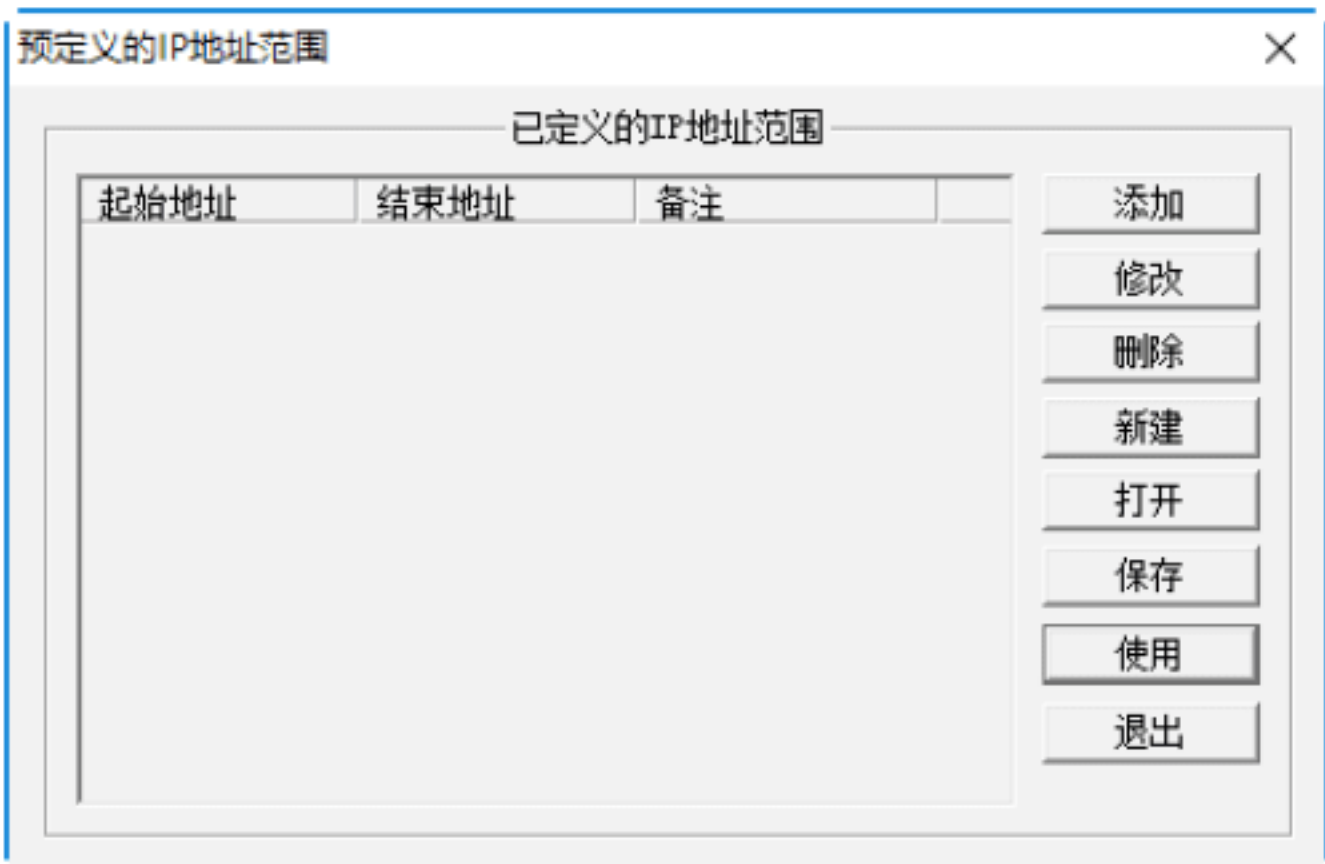 预定义的IP地址范围
已定义的IP地址范围
起始地址 结束地址 备注
添加
修改
删除
新建
打开
保存
使用
退出